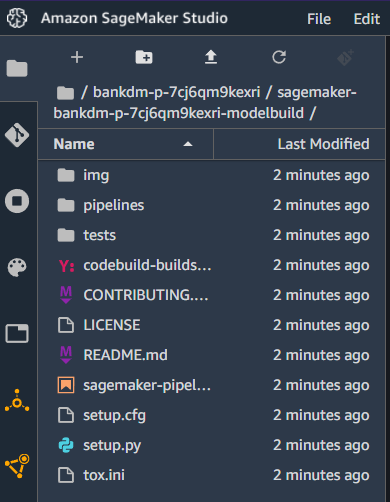 Amazon SageMaker Studio File Edit
/ bankdm-p-7cj6qm9kexri / sagemaker-
bankdm-p-7cj6qm9kexri-modelbuild /
Name Last Modified
img 2 minutes ago
pipelines 2 minutes ago
tests 2 minutes ago
Y: codebuild-builds... 2 minutes ago
CONTRIBUTING.... 2 minutes ago
LICENSE 2 minutes ago
README.md 2 minutes ago
sagemaker-pipel... 2 minutes ago
setup.cfg 2 minutes ago
setup.py 2 minutes ago
tox.ini 2 minutes ago